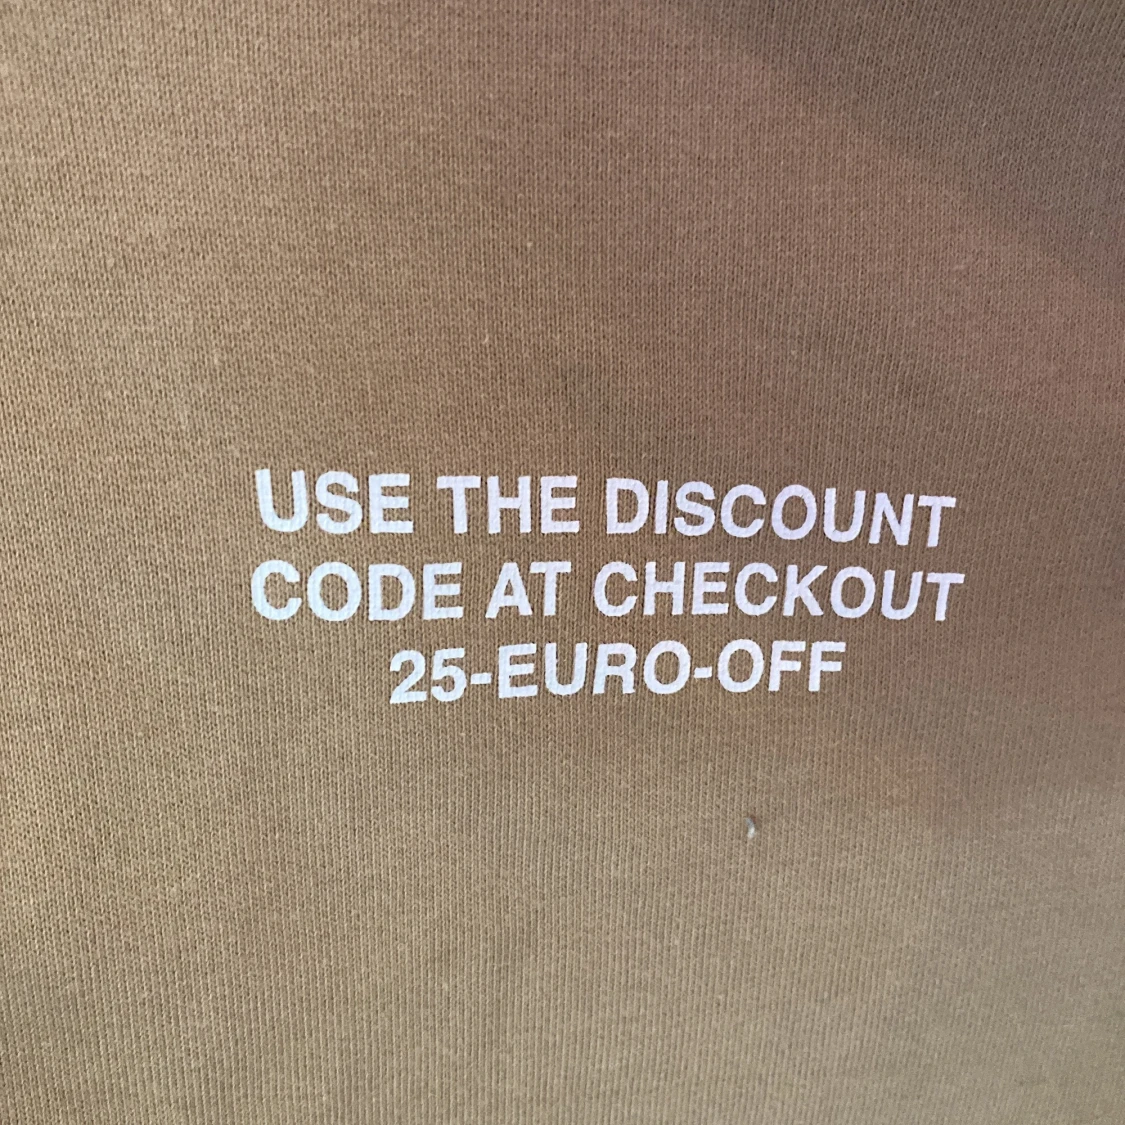 USE THE DISCOUNT
CODE AT CHECKOUT
25-EURO-OFF